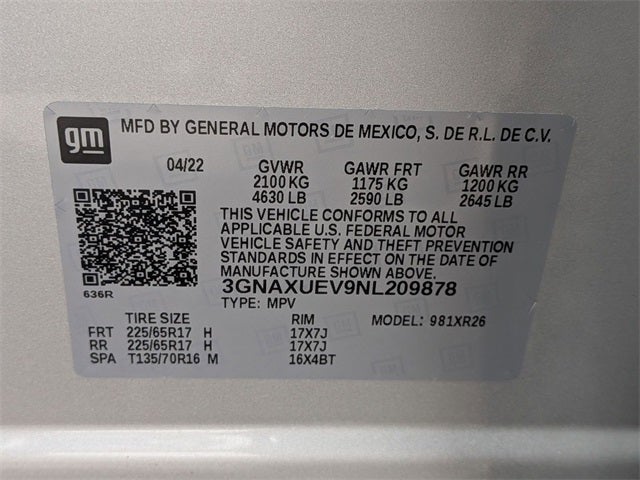 gm MFD BY GENERAL MOTORS DE MEXICO, S. DE R.L. DE C.V.
04/22 GVWR GAWR FRT GAWR RR
2100 KG 1175 KG 1200 KG
4630 LB 2590 LB 2645 LB
THIS VEHICLE CONFORMS TO ALL
APPLICABLE U.S. FEDERAL MOTOR
VEHICLE SAFETY AND THEFT PREVENTION
STANDARDS IN EFFECT ON THE DATE OF
MANUFACTURE SHOWN ABOVE.
636R 3GNAXUEV9NL209878
TYPE: MPV
TIRE SIZE RIM MODEL: 981XR26
FRT 225/65R17 H 17X7J
RR 225/65R17 H 17X7J
SPA T135/70R16 M 16X4BT